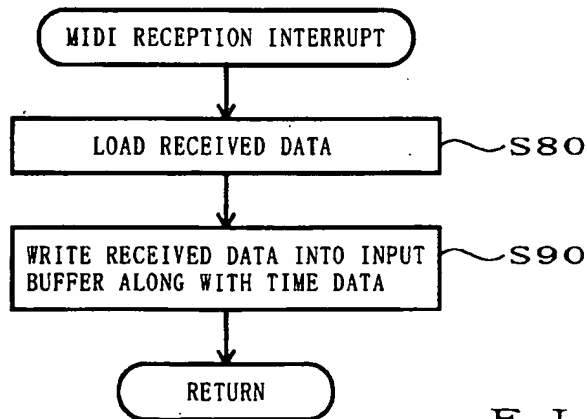 MIDI RECEPTION INTERRUPT
LOAD RECEIVED DATA
S80
WRITE RECEIVED DATA INTO INPUT
BUFFER ALONG WITH TIME DATA
S90
RETURN